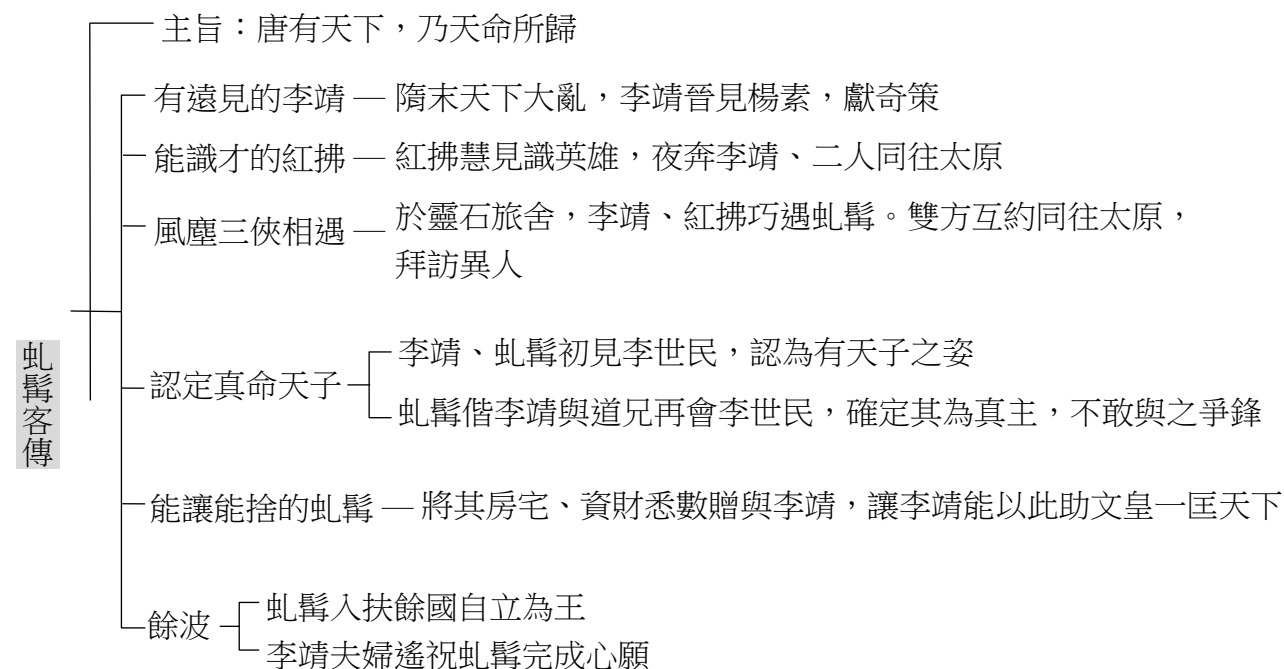 虬髯客傳
主旨：唐有天下，乃天命所歸
有遠見的李靖 — 隋末天下大亂，李靖晉見楊素，獻奇策
能識才的紅拂 — 紅拂慧見識英雄，夜奔李靖、二人同往太原
風塵三俠相遇 — 於靈石旅舍，李靖、紅拂巧遇虬髯。雙方互約同往太原，
拜訪異人
認定真命天子
李靖、虬髯初見李世民，認為有天子之姿
虬髯偕李靖與道兄再會李世民，確定其為真主，不敢與之爭鋒
能讓能捨的虬髯 — 將其房宅、資財悉數贈與李靖，讓李靖能以此助文皇一匡天下
餘波
虬髯入扶餘國自立為王
李靖夫婦遙祝虬髯完成心願